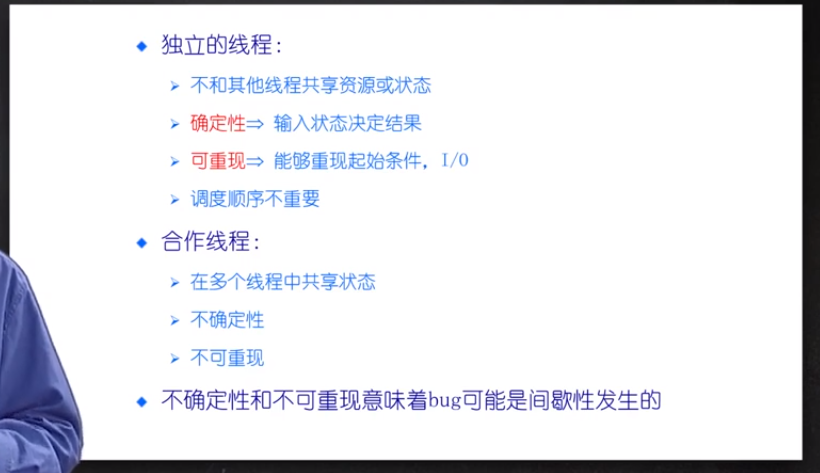 独立的线程:
不和其他线程共享资源或状态
确定性⇒ 输入状态决定结果
可重现⇒ 能够重现起始条件, I/O
调度顺序不重要
合作线程:
在多个线程中共享状态
不确定性
不可重现
不确定性和不可重现意味着bug可能是间歇性发生的